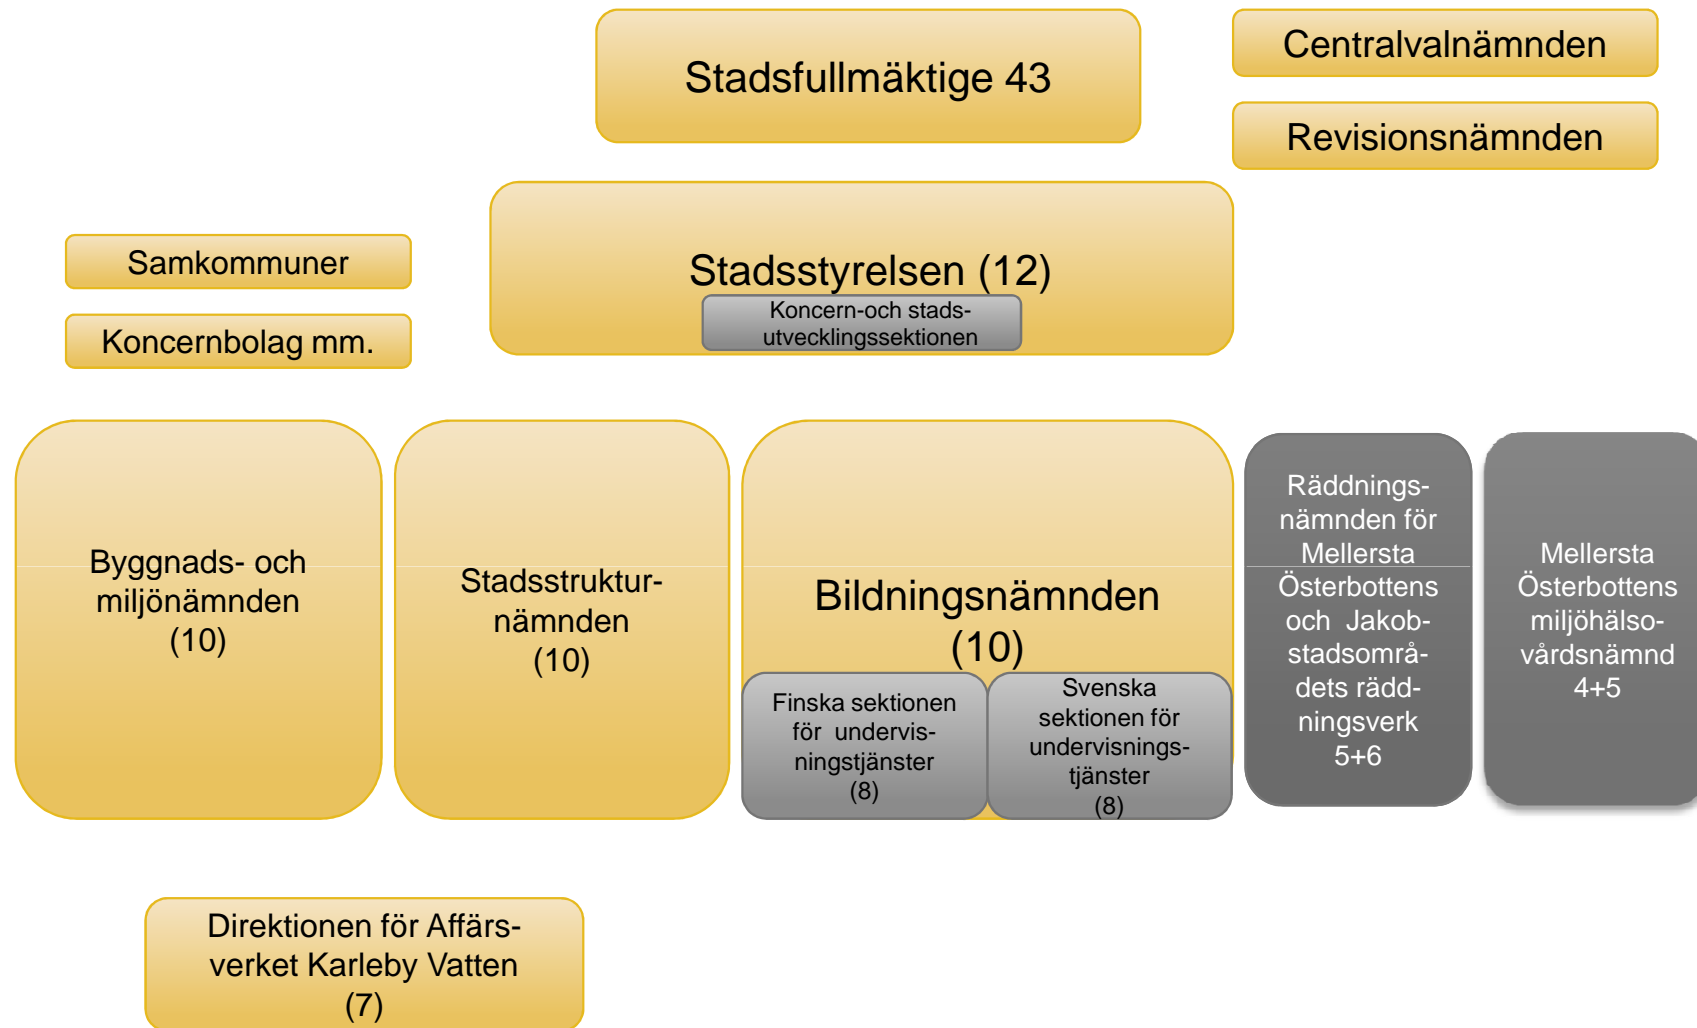 Stadsfullmäktige 43
Centralvalnämnden
Revisionsnämnden
Samkommuner
Koncernbolag mm.
Stadsstyrelsen (12)
Koncern-och stads-
utvecklingssektionen
Byggnads- och
miljönämnden
(10)
Stadsstruktur-
nämnden
(10)
Bildningsnämnden
(10)
Finska sektionen
för undervis-
ningstjänster
(8)
Svenska
sektionen för
undervisnings-
tjänster
(8)
Räddnings-
nämnden för
Mellersta
Österbottens
och Jakob-
stadsområ-
dets rädd-
ningsverk
5+6
Mellersta
Österbottens
miljöhälso-
vårdsnämnd
4+5
Direktionen för Affärs-
verket Karleby Vatten
(7)